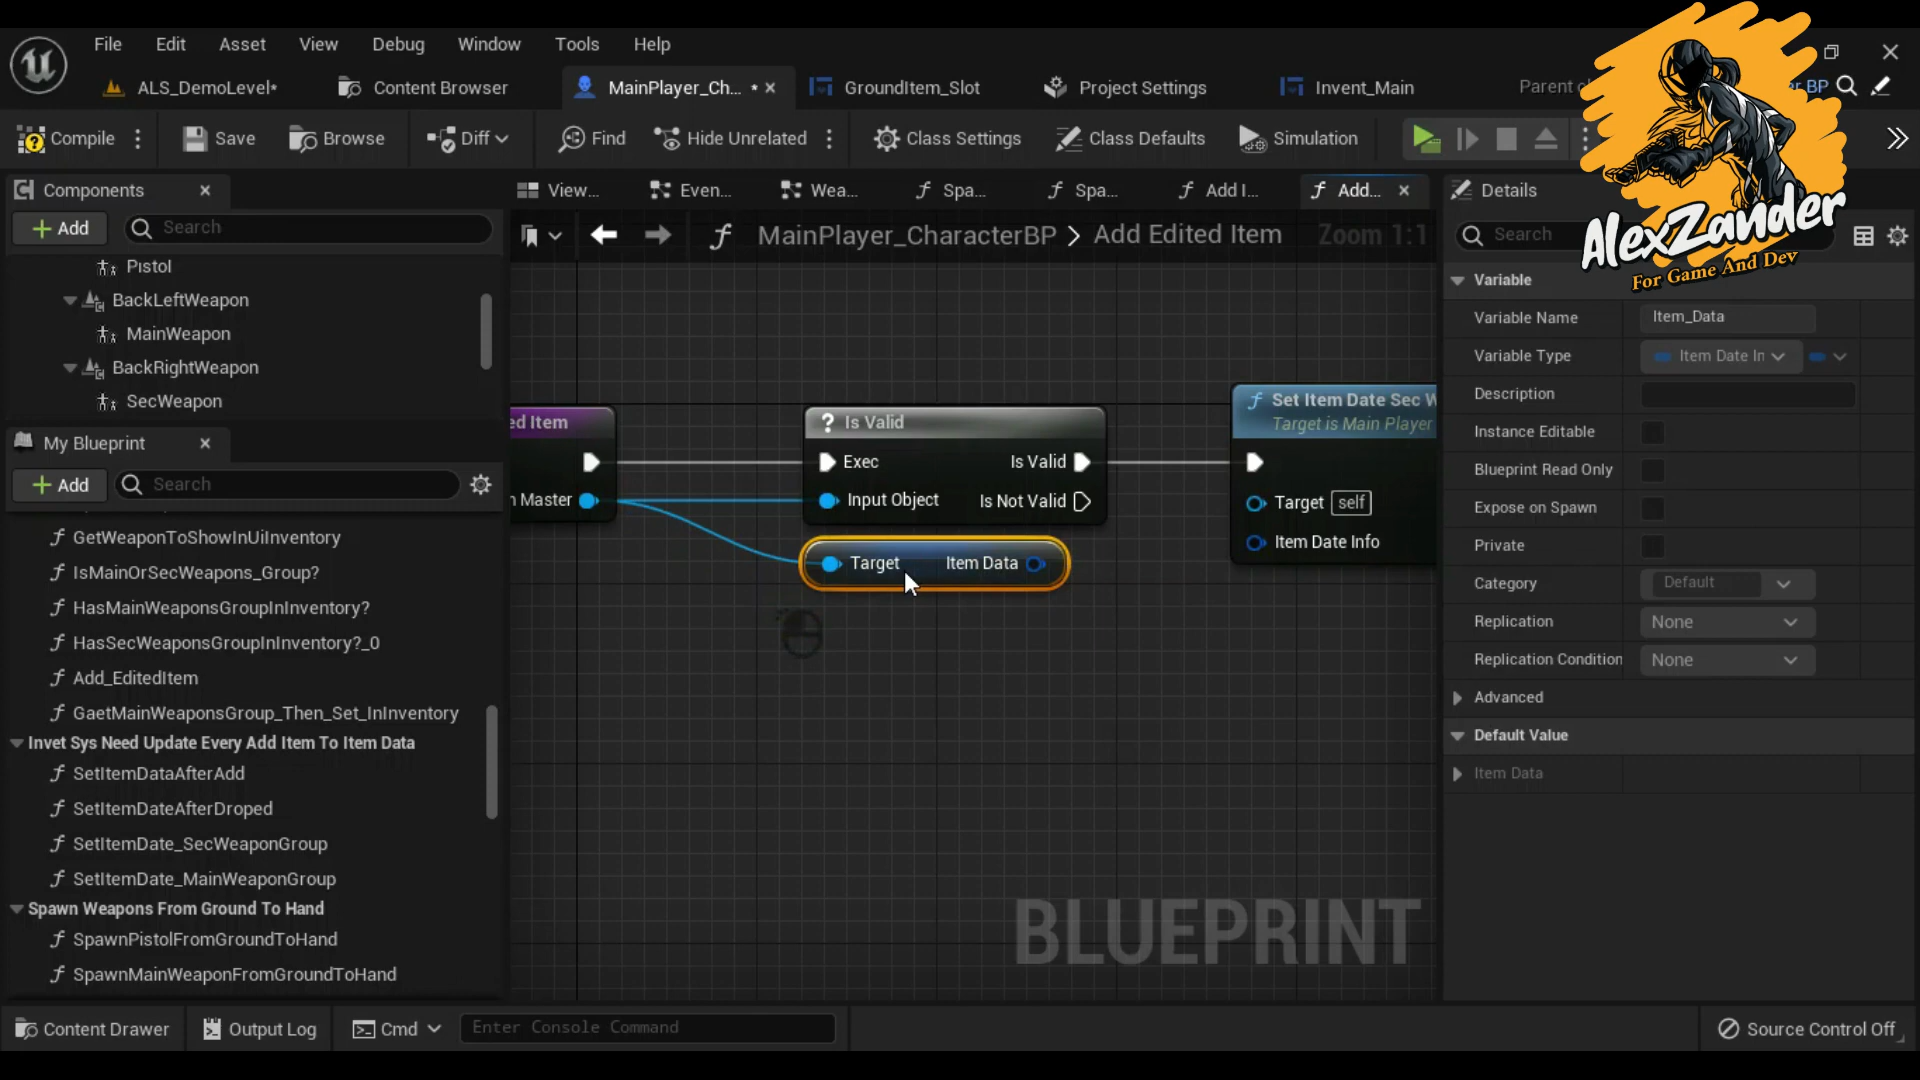 File Edit Asset View Debug Window Tools Help
ALS_DemoLevel* Content Browser MainPlayer_Ch... * GroundItem_Slot Project Settings Invent_Main Parent
Compile Save Browse Diff Find Hide Unrelated Class Settings Class Defaults Simulation
AlexZander
For Game And Dev
Components View... Even... Wea... Spa... Spa... Add I... Add... Details
Add Search MainPlayer_CharacterBP > Add Edited Item Zoom 1:1 Search
Pistol
BackLeftWeapon
MainWeapon
BackRightWeapon
SecWeapon
My Blueprint
Add Search
GetWeaponToShowInUiInventory
IsMainOrSecWeapons_Group?
HasMainWeaponsGroupInInventory?
HasSecWeaponsGroupInInventory?_0
Add_EditedItem
GaetMainWeaponsGroup_Then_Set_InInventory
Invet Sys Need Update Every Add Item To Item Data
SetItemDataAfterAdd
SetItemDateAfterDroped
SetItemDate_SecWeaponGroup
SetItemDate_MainWeaponGroup
Spawn Weapons From Ground To Hand
SpawnPistolFromGroundToHand
SpawnMainWeaponFromGroundToHand
ed Item
n Master
? Is Valid
Exec Is Valid
Input Object Is Not Valid
Target Item Data
Set Item Date Sec W
Target is Main Player
Target self
Item Date Info
BLUEPRINT
Variable
Variable Name Item_Data
Variable Type Item Date In
Description
Instance Editable
Blueprint Read Only
Expose on Spawn
Private
Category Default
Replication None
Replication Condition None
Advanced
Default Value
Item Data
Content Drawer Output Log Cmd Enter Console Command Source Control Off